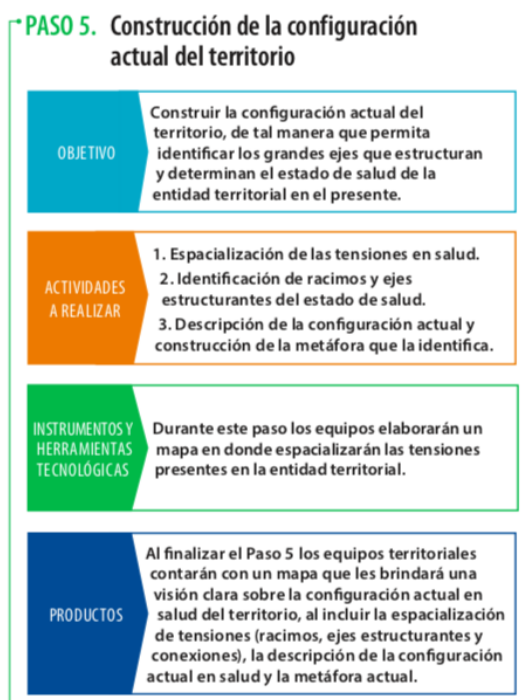 PASO 5. Construcción de la configuración
actual del territorio
OBJETIVO
Construir la configuración actual del
territorio, de tal manera que permita
identificar los grandes ejes que estructuran
y determinan el estado de salud de la
entidad territorial en el presente.
ACTIVIDADES
A REALIZAR
1. Espacialización de las tensiones en salud.
2. Identificación de racimos y ejes
estructurantes del estado de salud.
3. Descripción de la configuración actual y
construcción de la metáfora que la identifica.
INSTRUMENTOS Y
HERRAMIENTAS
TECNOLÓGICAS
Durante este paso los equipos elaborarán un
mapa en donde espacializarán las tensiones
presentes en la entidad territorial.
PRODUCTOS
Al finalizar el Paso 5 los equipos territoriales
contarán con un mapa que les brindará una
visión clara sobre la configuración actual en
salud del territorio, al incluir la espacialización
de tensiones (racimos, ejes estructurantes y
conexiones), la descripción de la configuración
actual en salud y la metáfora actual.